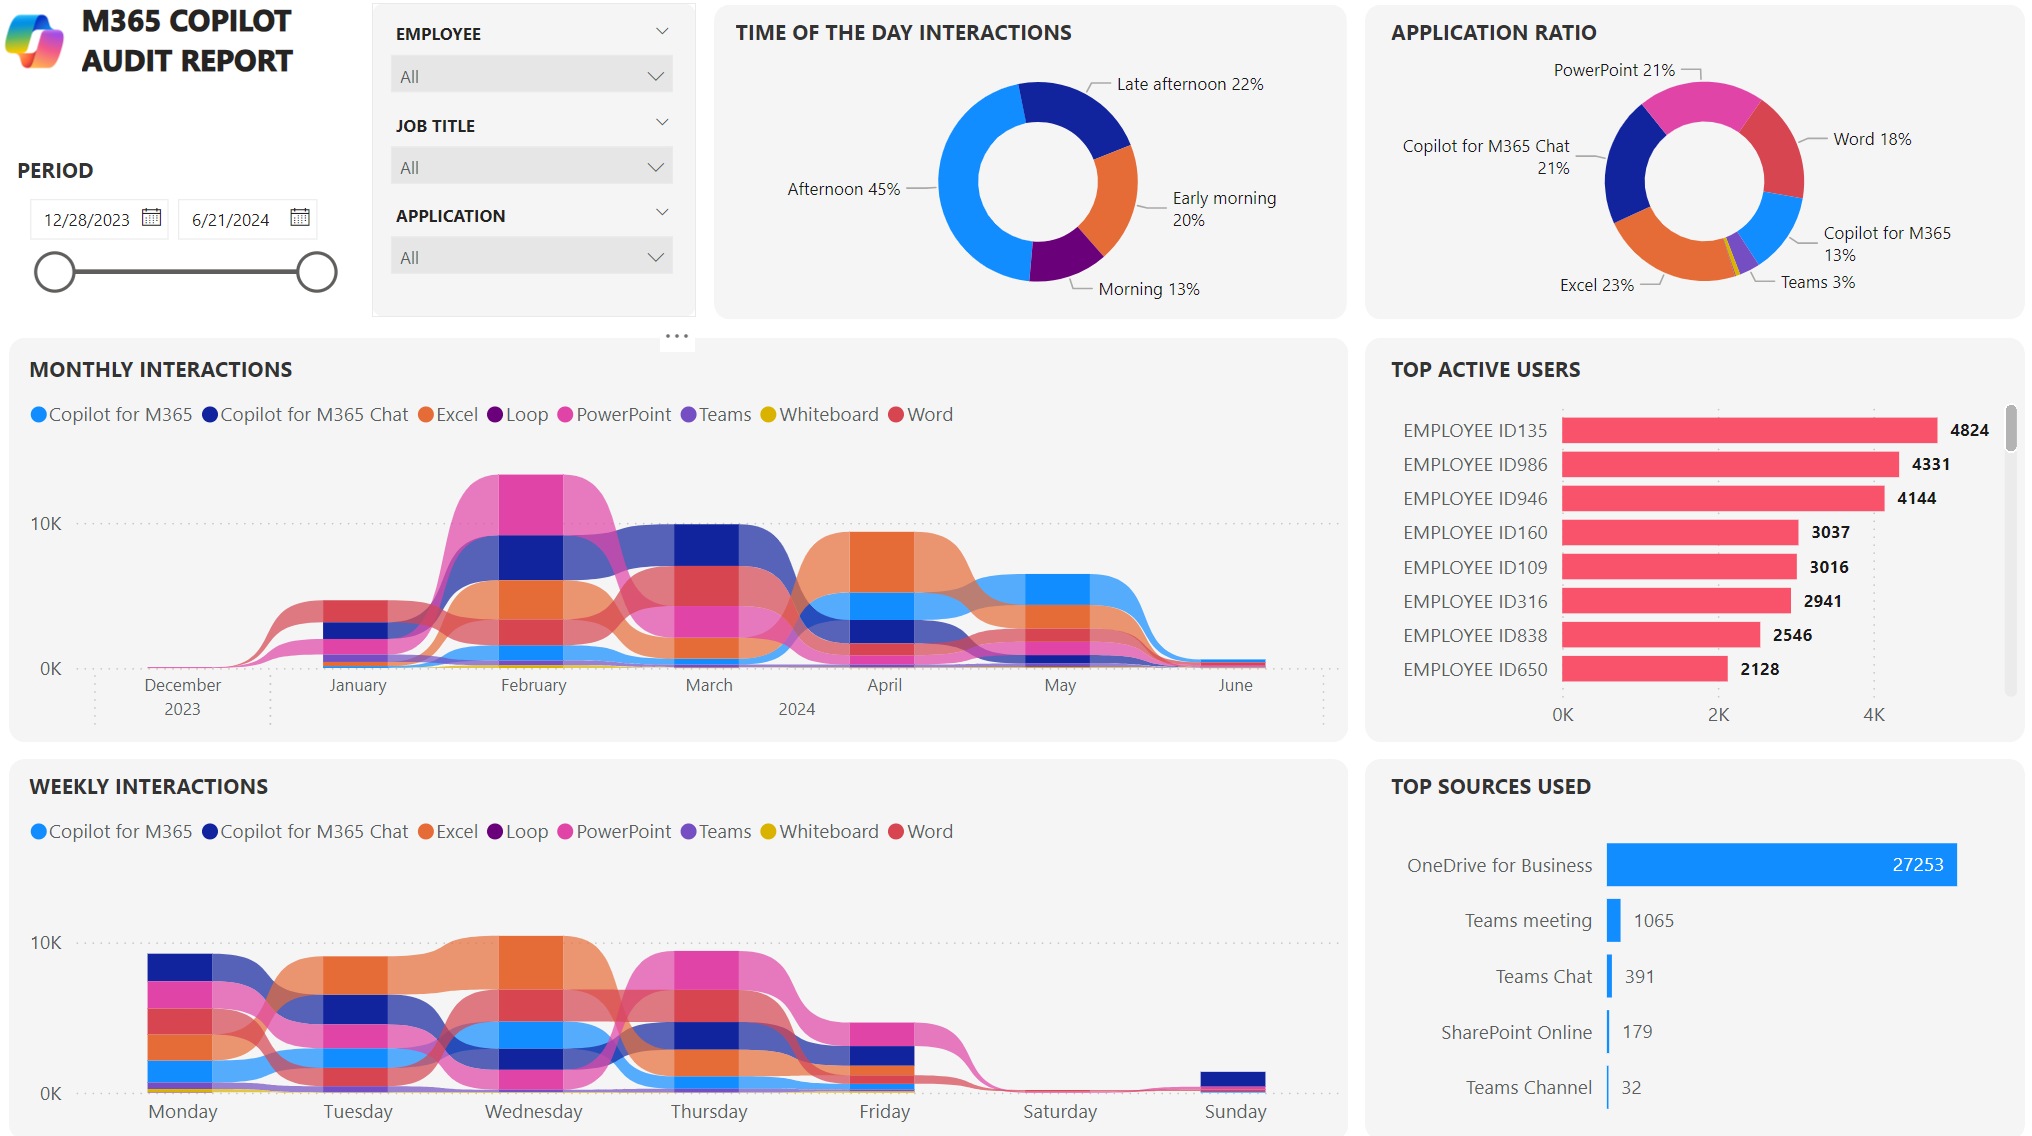 M365 COPILOT
AUDIT REPORT
PERIOD
12/28/2023
6/21/2024
EMPLOYEE
All
JOB TITLE
All
APPLICATION
All
TIME OF THE DAY INTERACTIONS
Late afternoon 22%
Afternoon 45%
Early morning
20%
Morning 13%
APPLICATION RATIO
PowerPoint 21%
Word 18%
Copilot for M365 Chat
21%
Copilot for M365
13%
Teams 3%
Excel 23%
MONTHLY INTERACTIONS
Copilot for M365 Copilot for M365 Chat Excel Loop PowerPoint Teams Whiteboard Word
10K
0K
December January February March April May June
2023 2024
TOP ACTIVE USERS
EMPLOYEE ID135 4824
EMPLOYEE ID986 4331
EMPLOYEE ID946 4144
EMPLOYEE ID160 3037
EMPLOYEE ID109 3016
EMPLOYEE ID316 2941
EMPLOYEE ID838 2546
EMPLOYEE ID650 2128
0K 2K 4K
WEEKLY INTERACTIONS
Copilot for M365 Copilot for M365 Chat Excel Loop PowerPoint Teams Whiteboard Word
10K
0K
Monday Tuesday Wednesday Thursday Friday Saturday Sunday
TOP SOURCES USED
OneDrive for Business 27253
Teams meeting 1065
Teams Chat 391
SharePoint Online 179
Teams Channel 32